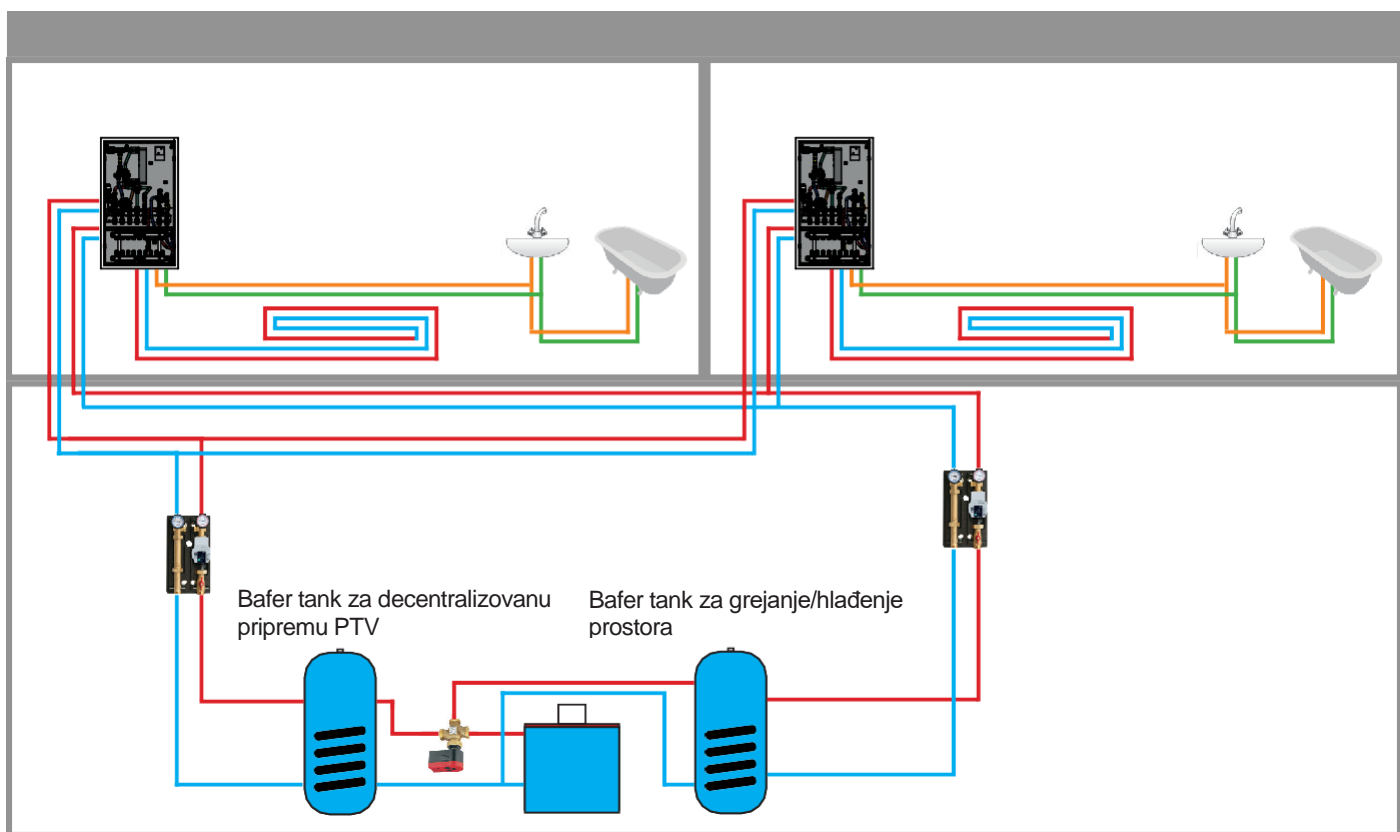 Bafer tank za decentralizovanu
pripremu PTV
Bafer tank za grejanje/hlađenje
prostora